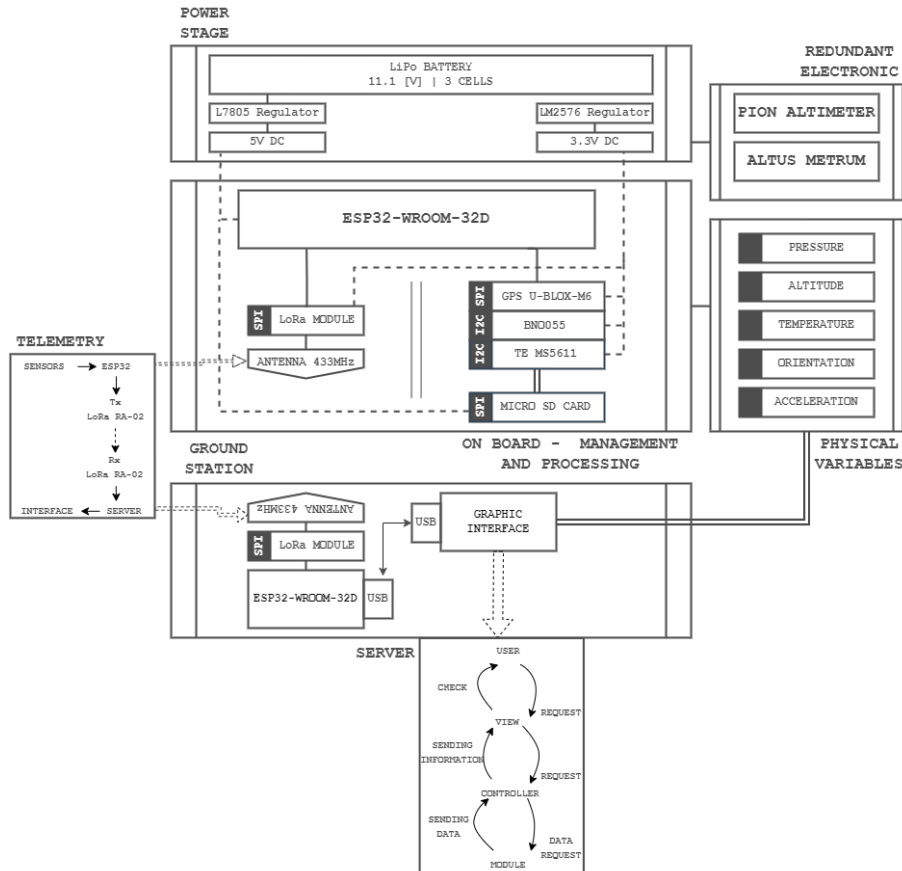 POWER
STAGE
LiPo BATTERY
11.1 [V] | 3 CELLS
L7805 Regulator
LM2576 Regulator
5V DC
3.3V DC
REDUNDANT
ELECTRONIC
PION ALTIMETER
ALTUS METRUM
ESP32-WROOM-32D
SPI
LoRa MODULE
ANTENNA 433MHz
SPI
GPS U-BLOX-M6
I2C
BNO055
I2C
TE MS5611
SPI
MICRO SD CARD
ON BOARD - MANAGEMENT
AND PROCESSING
PRESSURE
ALTITUDE
TEMPERATURE
ORIENTATION
ACCELERATION
PHYSICAL
VARIABLES
TELEMETRY
SENSORS
ESP32
Tx
LoRa RA-02
Rx
LoRa RA-02
INTERFACE
SERVER
GROUND
STATION
ANTENNA 433MHz
SPI
LoRa MODULE
ESP32-WROOM-32D
USB
USB
GRAPHIC
INTERFACE
SERVER
USER
CHECK
REQUEST
VIEW
SENDING
INFORMATION
REQUEST
CONTROLLER
SENDING
DATA
DATA
REQUEST
MODULE